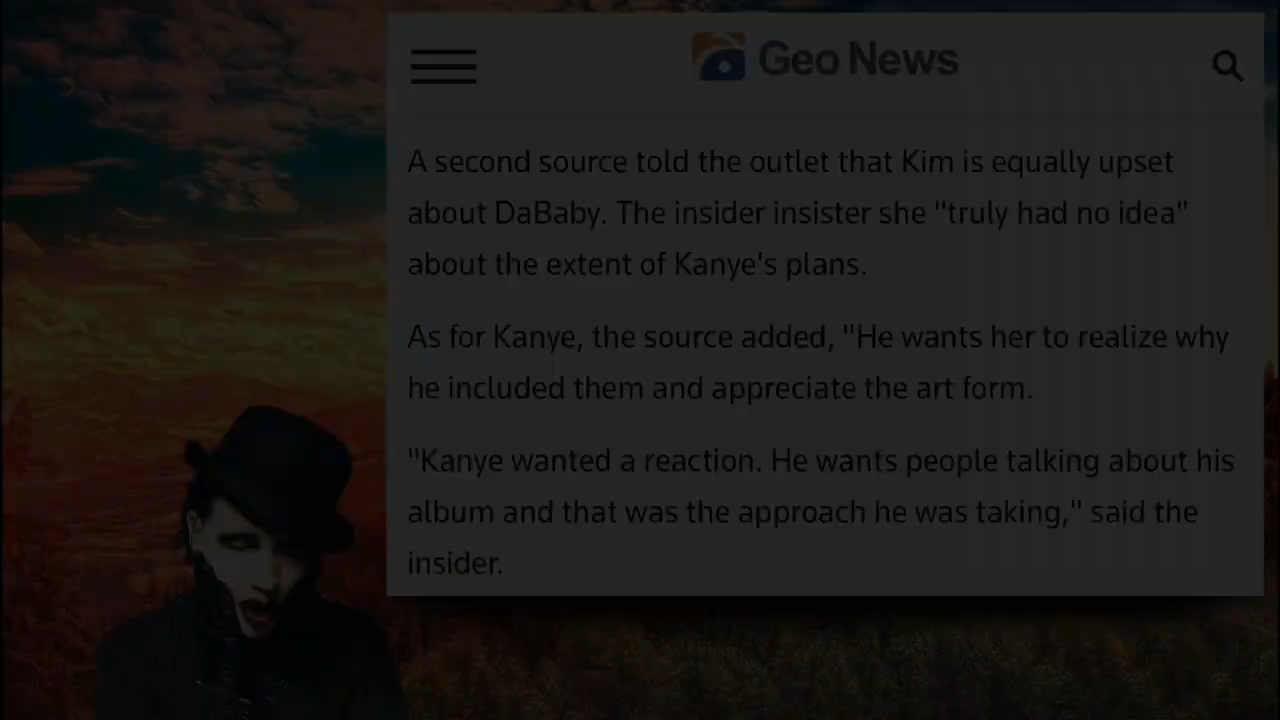 Geo News
A second source told the outlet that Kim is equally upset
about DaBaby. The insider insister she "truly had no idea"
about the extent of Kanye's plans.
As for Kanye, the source added, "He wants her to realize why
he included them and appreciate the art form.
"Kanye wanted a reaction. He wants people talking about his
album and that was the approach he was taking," said the
insider.